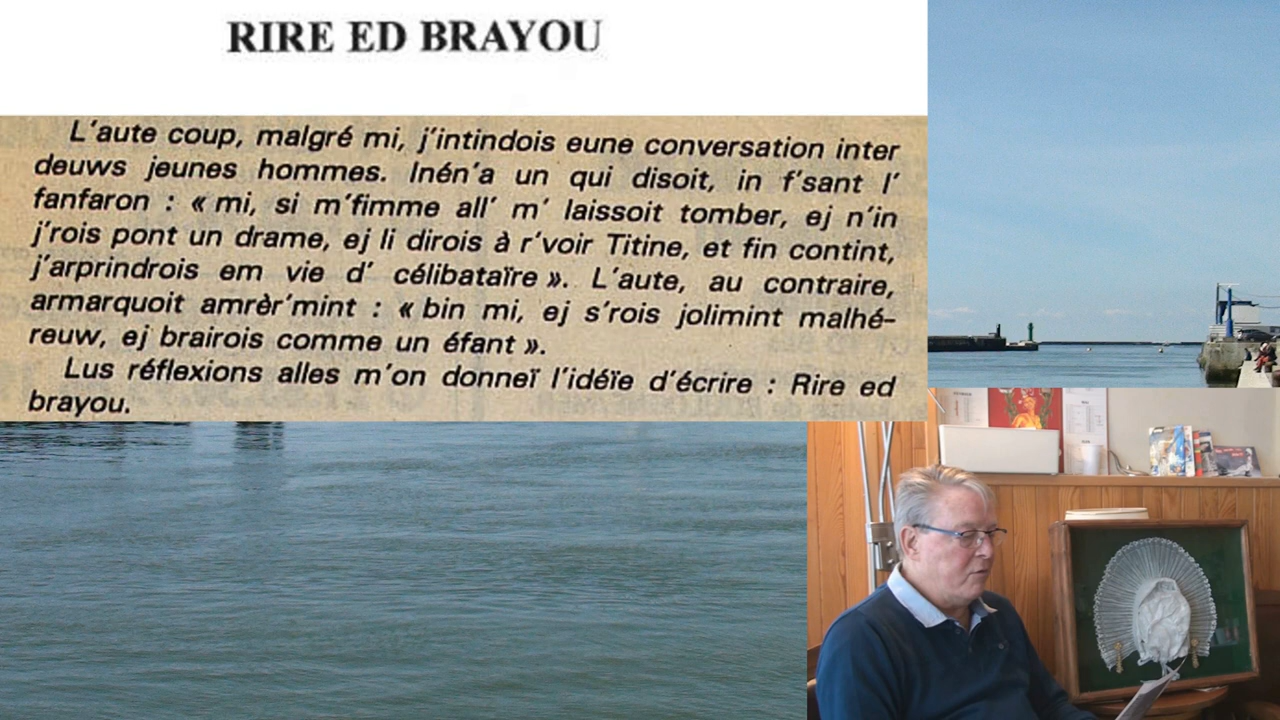 RIRE ED BRAYOU
L'aute coup, malgré mi, j'intindois eune conversation inter
deuws jeunes hommes. Inén'a un qui disoit, in f'sant l'
fanfaron : « mi, si m'fimme all' m' laissoit tomber, ej n'in
j'rois pont un drame, ej li dirois à r'voir Titine, et fin contint,
j'arprindrois em vie d' célibataïre ». L'aute, au contraire,
armarquoit amrèr'mint : « bin mi, ej s'rois jolimint malhé-
reuw, ej brairois comme un éfant ».
Lus réflexions alles m'on donneï l'idéïe d'écrire : Rire ed
brayou.